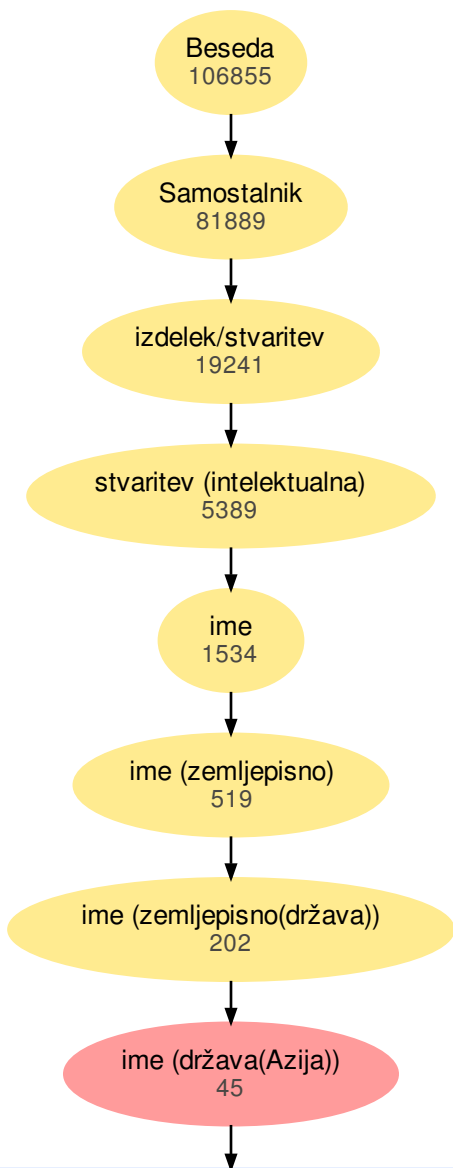 Beseda
106855
Samostalnik
81889
izdelek/stvaritev
19241
stvaritev (intelektualna)
5389
ime
1534
ime (zemljepisno)
519
ime (zemljepisno(država))
202
ime (država(Azija))
45